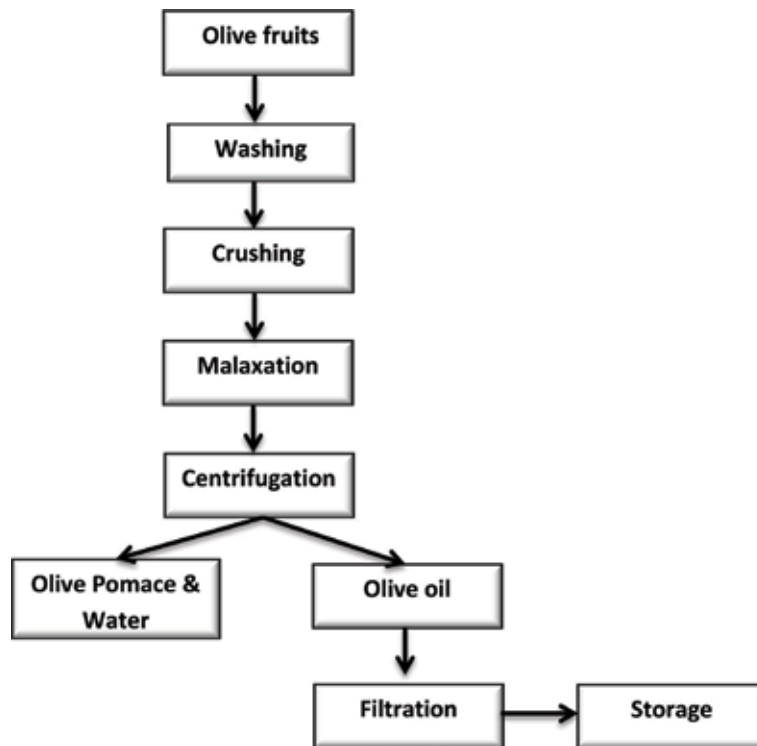 Olive fruits
Washing
Crushing
Malaxation
Centrifugation
Olive Pomace &
Water
Olive oil
Filtration
Storage